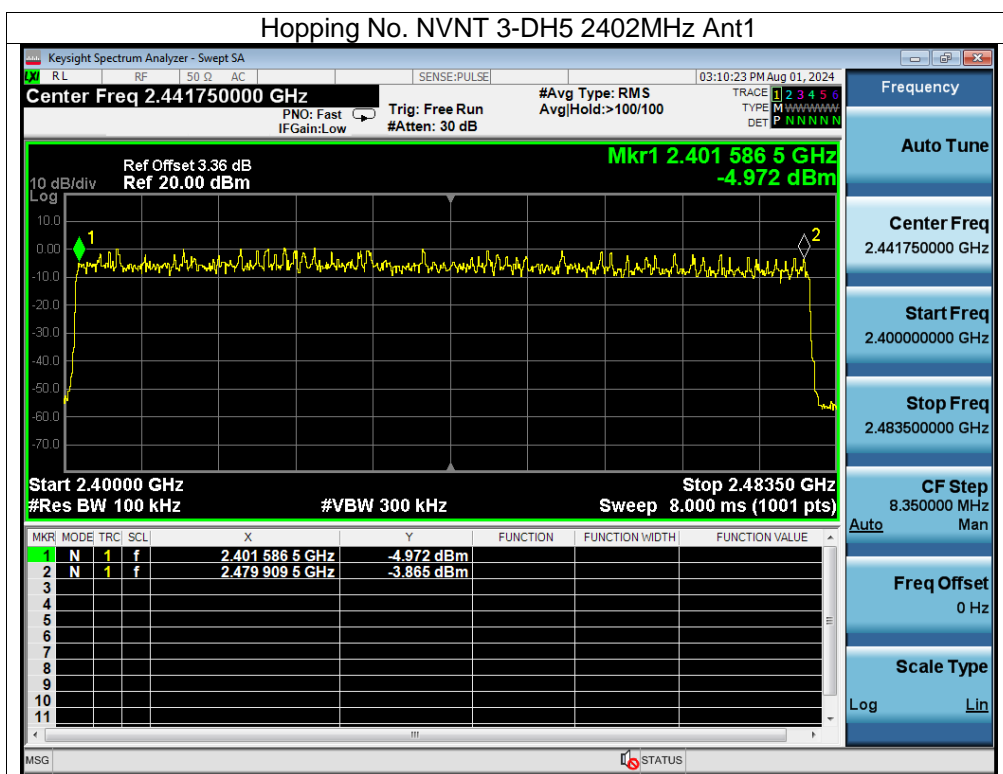 Hopping No. NVNT 3-DH5 2402MHz Ant1
Keysight Spectrum Analyzer - Swept SA
LXI RL RF 50 Ω AC SENSE:PULSE 03:10:23 PM Aug 01, 2024
Center Freq 2.441750000 GHz
PNO: Fast
IFGain:Low
Trig: Free Run
#Atten: 30 dB
#Avg Type: RMS
Avg|Hold:>100/100
TRACE 1 2 3 4 5 6
TYPE M WWWWW
DET P N N N N N
Mkr1 2.401 586 5 GHz
-4.972 dBm
Ref Offset 3.36 dB
10 dB/div Ref 20.00 dBm
Log
10.0
0.00
-10.0
-20.0
-30.0
-40.0
-50.0
-60.0
-70.0
1
2
Start 2.40000 GHz Stop 2.48350 GHz
#Res BW 100 kHz #VBW 300 kHz Sweep 8.000 ms (1001 pts)
MKR MODE TRC SCL X Y FUNCTION FUNCTION WIDTH FUNCTION VALUE
1 N 1 f 2.401 586 5 GHz -4.972 dBm
2 N 1 f 2.479 909 5 GHz -3.865 dBm
3
4
5
6
7
8
9
10
11
MSG STATUS
Frequency
Auto Tune
Center Freq
2.441750000 GHz
Start Freq
2.400000000 GHz
Stop Freq
2.483500000 GHz
CF Step
8.350000 MHz
Auto Man
Freq Offset
0 Hz
Scale Type
Log Lin